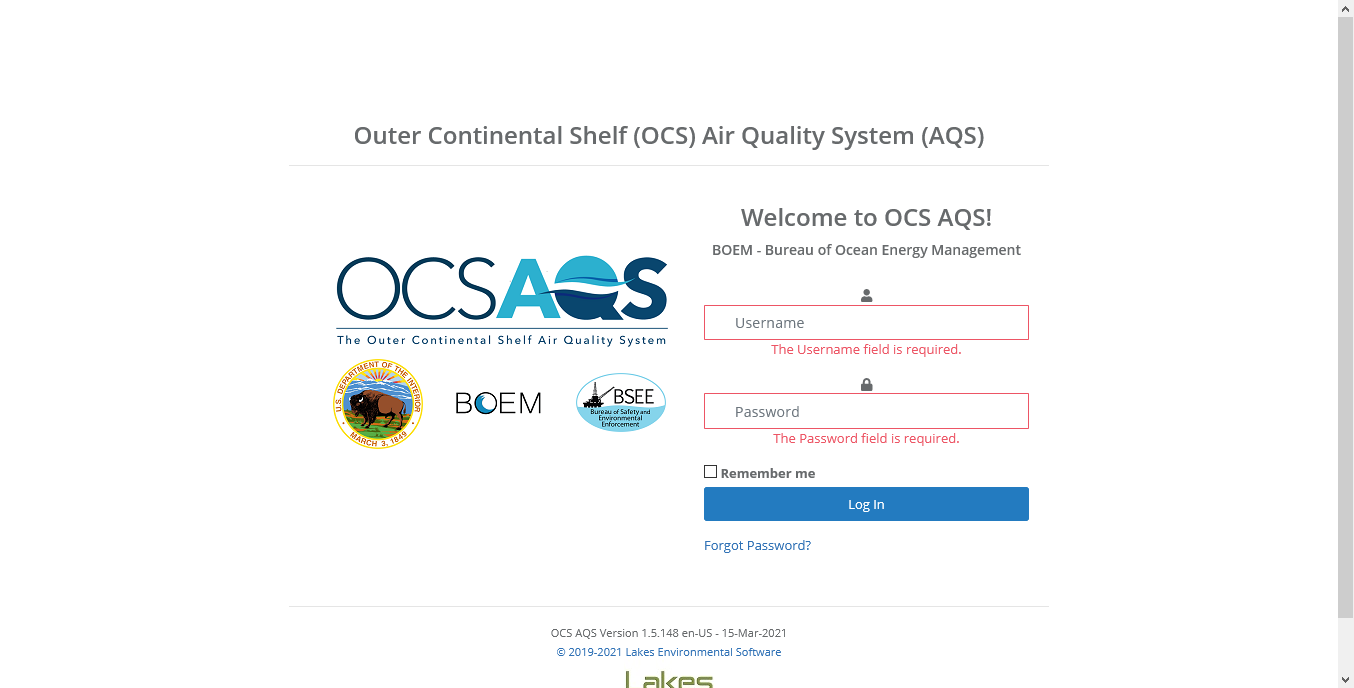 Outer Continental Shelf (OCS) Air Quality System (AQS)
OCSAQS
The Outer Continental Shelf Air Quality System
U.S. DEPARTMENT OF THE INTERIOR
MARCH 3, 1849
BOEM
BSEE
Bureau of Safety and
Environmental
Enforcement
Welcome to OCS AQS!
BOEM - Bureau of Ocean Energy Management
Username
The Username field is required.
Password
The Password field is required.
Remember me
Log In
Forgot Password?
OCS AQS Version 1.5.148 en-US - 15-Mar-2021
© 2019-2021 Lakes Environmental Software
Lakes